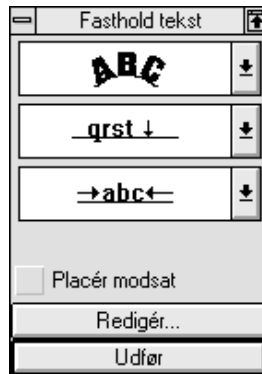 Fasthold tekst
ABC
qrst ↓
→abc←
Placér modsat
Redigér...
Udfør